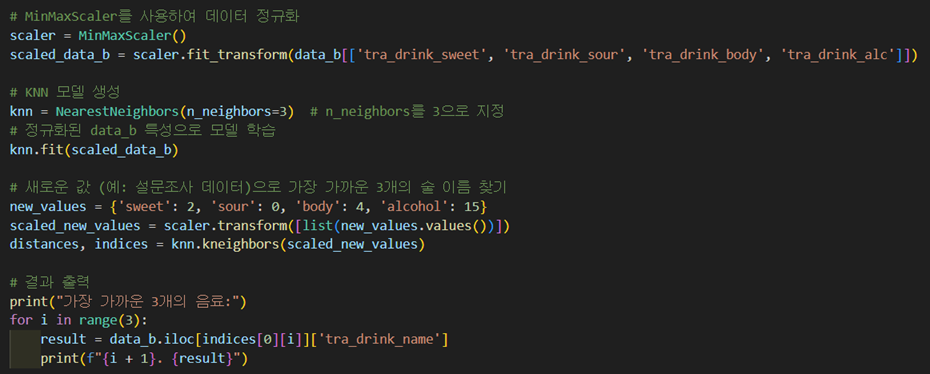 # MinMaxScaler를 사용하여 데이터 정규화
scaler = MinMaxScaler()
scaled_data_b = scaler.fit_transform(data_b[['tra_drink_sweet', 'tra_drink_sour', 'tra_drink_body', 'tra_drink_alc']])
# KNN 모델 생성
knn = NearestNeighbors(n_neighbors=3)  # n_neighbors를 3으로 지정
# 정규화된 data_b 특성으로 모델 학습
knn.fit(scaled_data_b)
# 새로운 값 (예: 설문조사 데이터)으로 가장 가까운 3개의 술 이름 찾기
new_values = {'sweet': 2, 'sour': 0, 'body': 4, 'alcohol': 15}
scaled_new_values = scaler.transform([list(new_values.values())])
distances, indices = knn.kneighbors(scaled_new_values)
# 결과 출력
print("가장 가까운 3개의 음료:")
for i in range(3):
    result = data_b.iloc[indices[0][i]]['tra_drink_name']
    print(f"{i + 1}. {result}")